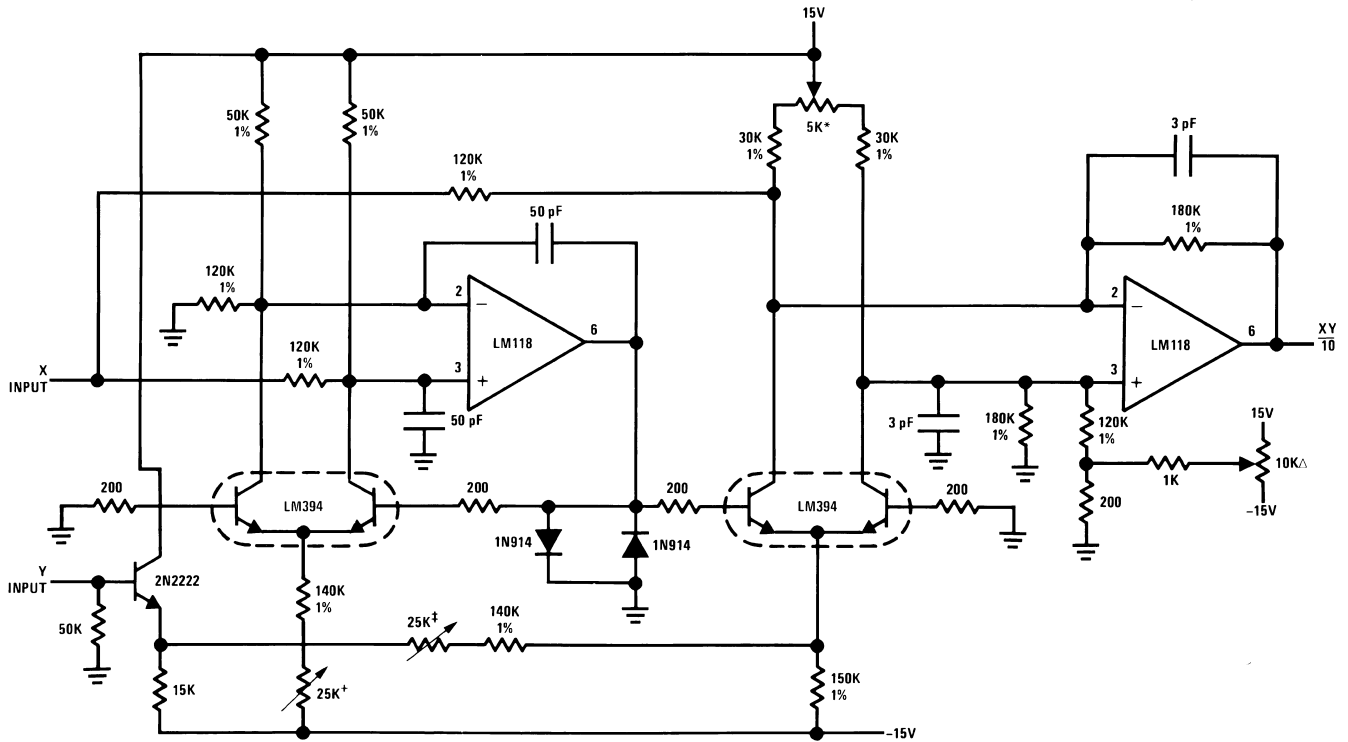 15V
50K
1%
50K
1%
5K*
30K
1%
30K
1%
3 pF
120K
1%
50 pF
180K
1%
120K
1%
2
−
LM118
6
3
+
2
−
LM118
6
3
+
XY
10
X
INPUT
120K
1%
50 pF
3 pF
180K
1%
120K
1%
15V
10K△
-15V
1K
200
200
LM394
200
200
LM394
200
1N914
1N914
Y
INPUT
2N2222
50K
140K
1%
25K‡
140K
1%
15K
25K†
150K
1%
-15V